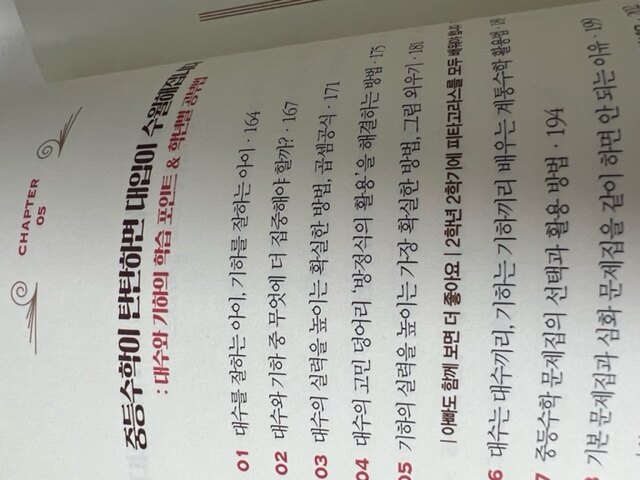 CHAPTER
05
중등수학이 탄탄하면 대입이 수월해집니다
: 대수와 기하의 학습 포인트 & 학년별 공부법
01 대수를 잘하는 아이, 기하를 잘하는 아이 · 164
02 대수와 기하 중 무엇에 더 집중해야 할까? · 167
03 대수의 실력을 높이는 확실한 방법, 곱셈공식 · 171
04 대수의 고민 덩어리 ‘방정식의 활용’을 해결하는 방법 · 175
05 기하의 실력을 높이는 가장 확실한 방법, 그림 외우기 · 181
| 아빠도 함께 보면 더 좋아요 | 2학년 2학기에 피타고라스를 모두 배워야 합니다
6 대수는 대수끼리, 기하는 기하끼리 배우는 계통수학 활용법
7 중등수학 문제집의 선택과 활용 방법 · 194
기본 문제집과 심화 문제집을 같이 하면 안 되는 이유 · 199